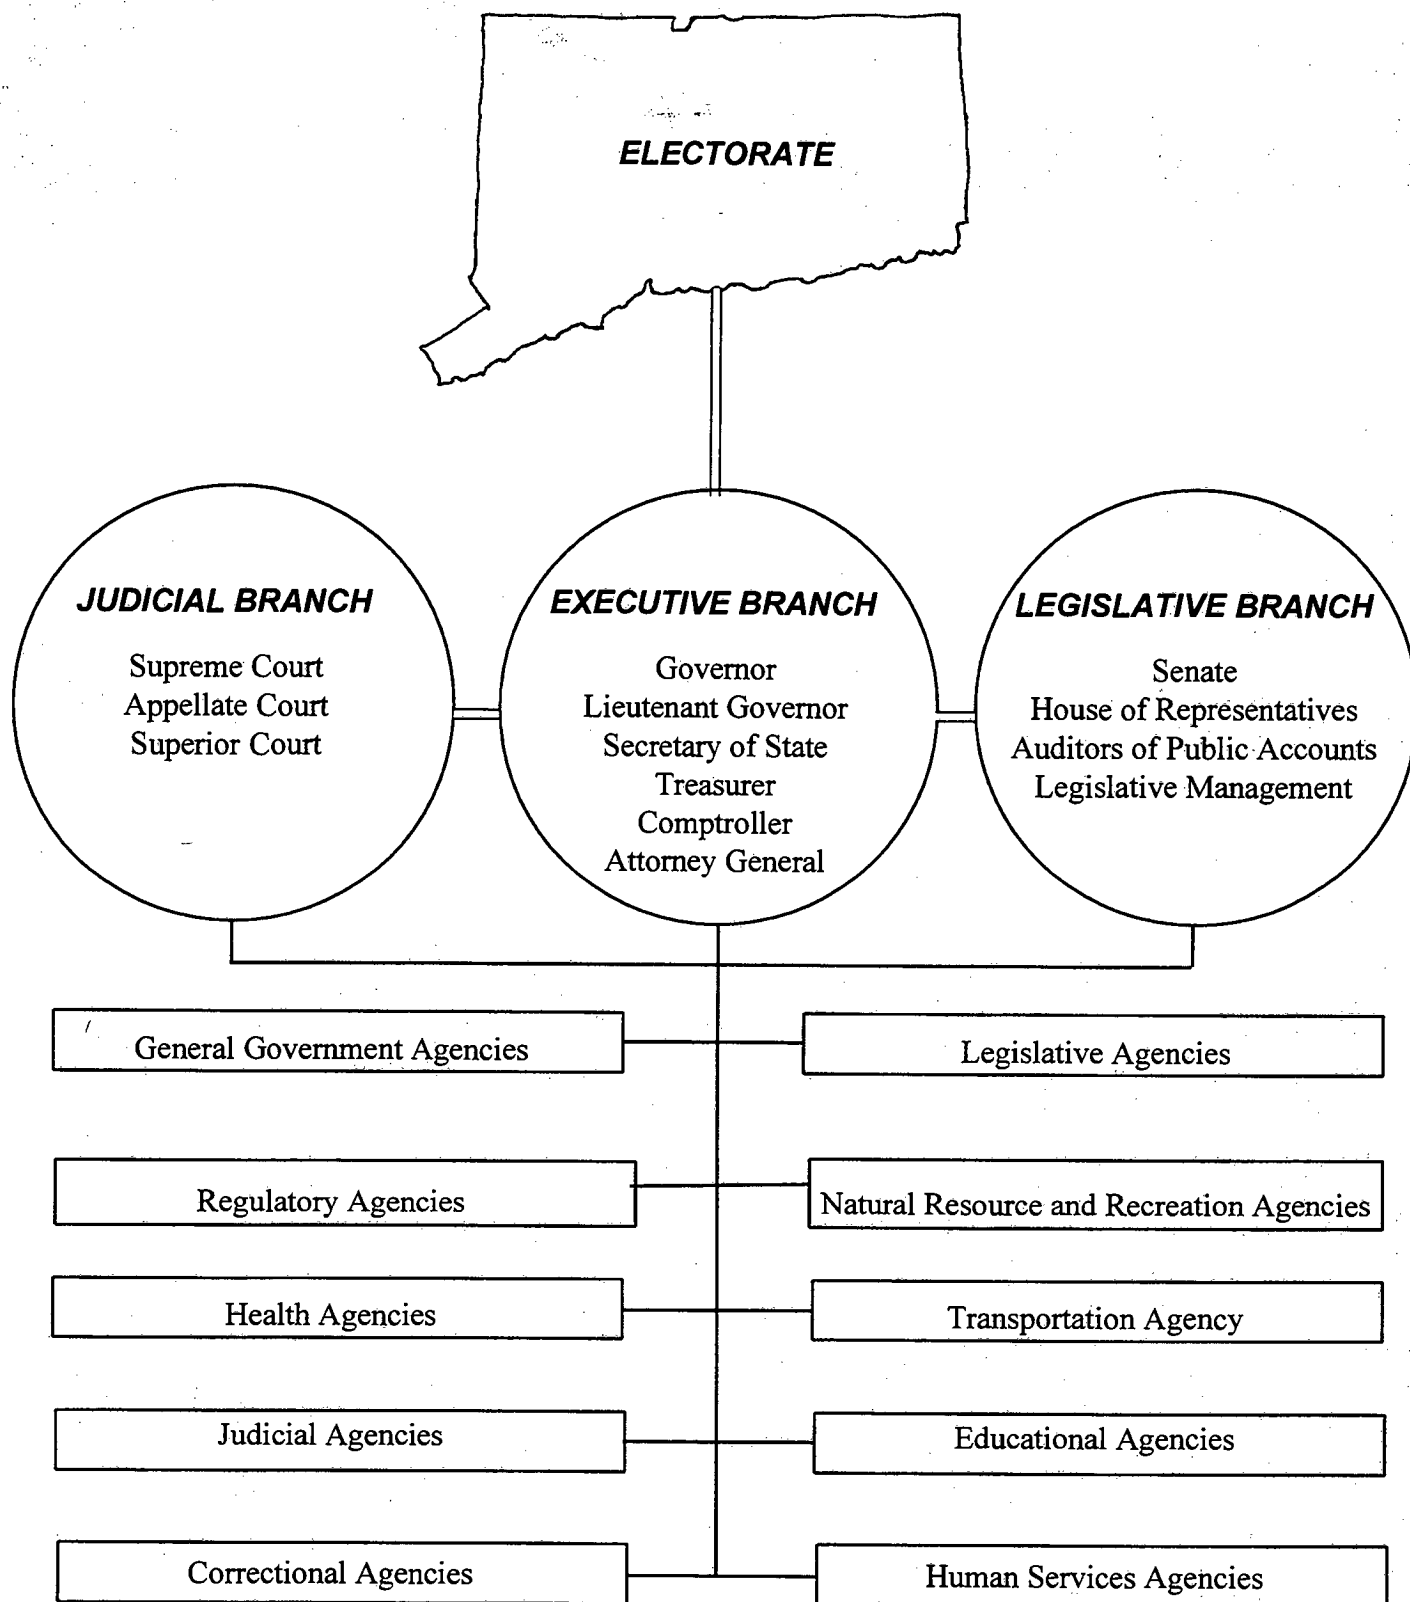 ELECTORATE
JUDICIAL BRANCH
Supreme Court
Appellate Court
Superior Court
EXECUTIVE BRANCH
Governor
Lieutenant Governor
Secretary of State
Treasurer
Comptroller
Attorney General
LEGISLATIVE BRANCH
Senate
House of Representatives
Auditors of Public Accounts
Legislative Management
General Government Agencies
Legislative Agencies
Regulatory Agencies
Natural Resource and Recreation Agencies
Health Agencies
Transportation Agency
Judicial Agencies
Educational Agencies
Correctional Agencies
Human Services Agencies